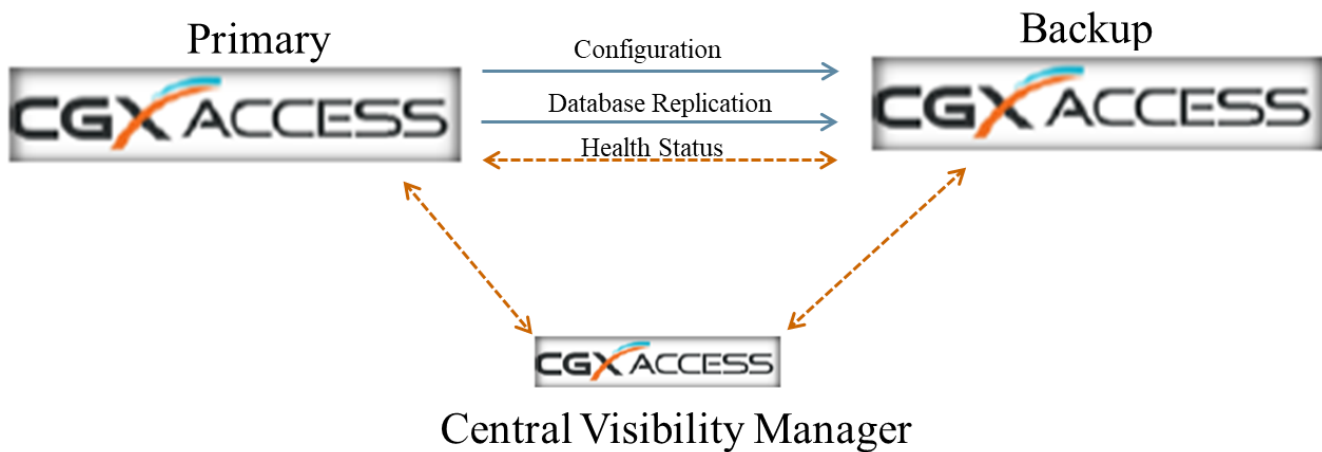 Primary
Backup
CGX ACCESS
Configuration
Database Replication
Health Status
CGX ACCESS
CGX ACCESS
Central Visibility Manager